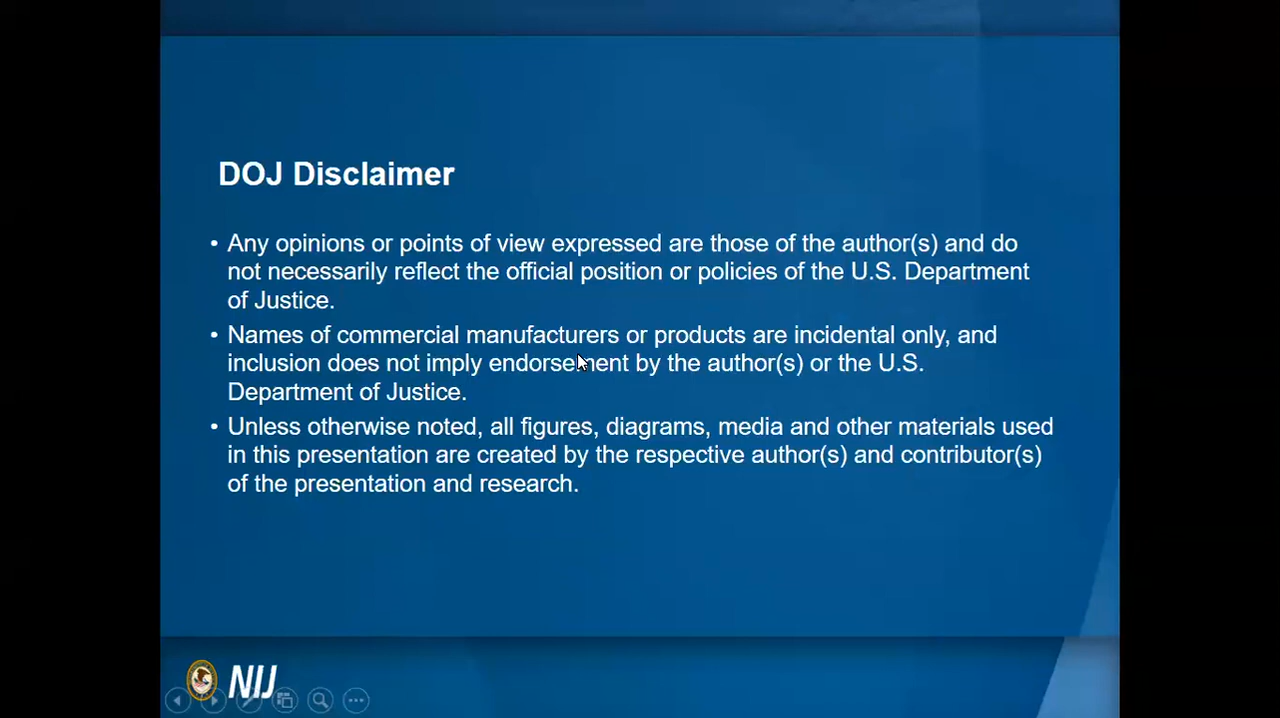 DOJ Disclaimer
• Any opinions or points of view expressed are those of the author(s) and do
not necessarily reflect the official position or policies of the U.S. Department
of Justice.
• Names of commercial manufacturers or products are incidental only, and
inclusion does not imply endorsement by the author(s) or the U.S.
Department of Justice.
• Unless otherwise noted, all figures, diagrams, media and other materials used
in this presentation are created by the respective author(s) and contributor(s)
of the presentation and research.
NIJ